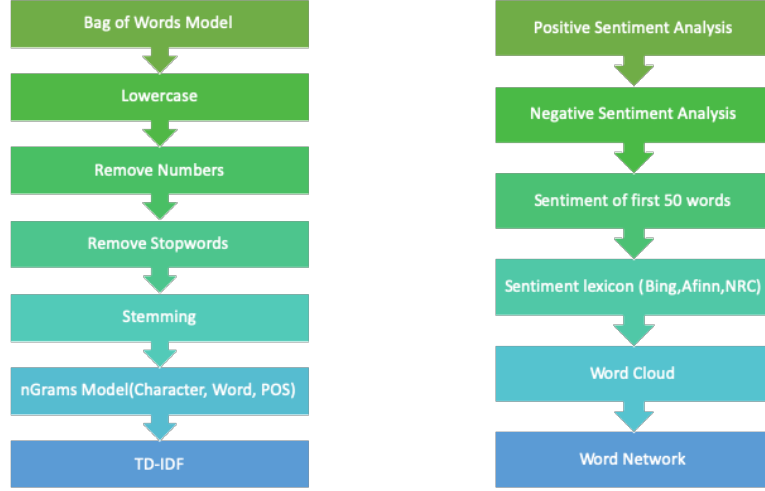 Bag of Words Model
Lowercase
Remove Numbers
Remove Stopwords
Stemming
nGrams Model(Character, Word, POS)
TD-IDF
Positive Sentiment Analysis
Negative Sentiment Analysis
Sentiment of first 50 words
Sentiment lexicon (Bing,Afinn,NRC)
Word Cloud
Word Network